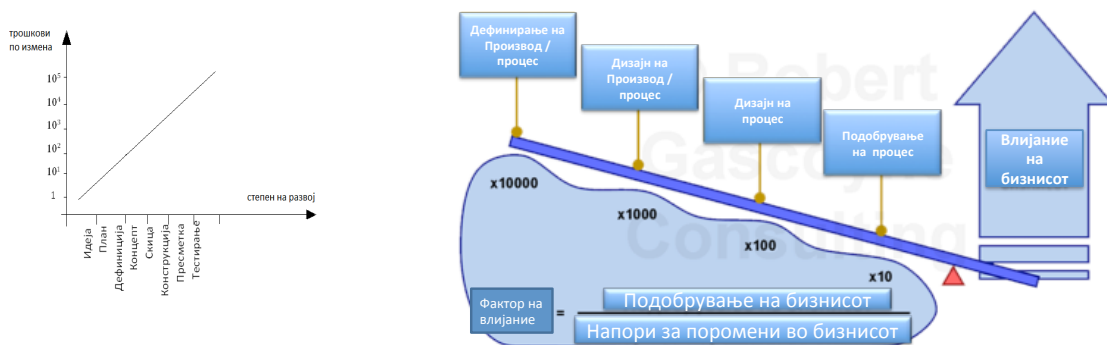 трошкови
по измена
10⁵
10⁴
10³
10²
10¹
1
степен на развој
Идеја
План
Дефиниција
Концепт
Скица
Конструкција
Пресметка
Тестирање
Дефинирање на
Производ /
процес
Дизајн на
Производ /
процес
Дизајн на
процес
Подобрување
на процес
Влијание
на
бизнисот
x10000
x1000
x100
x10
Robert
Consulting
Фактор на
влијание
=
Подобрување на бизнисот
Напори за поромени во бизнисот